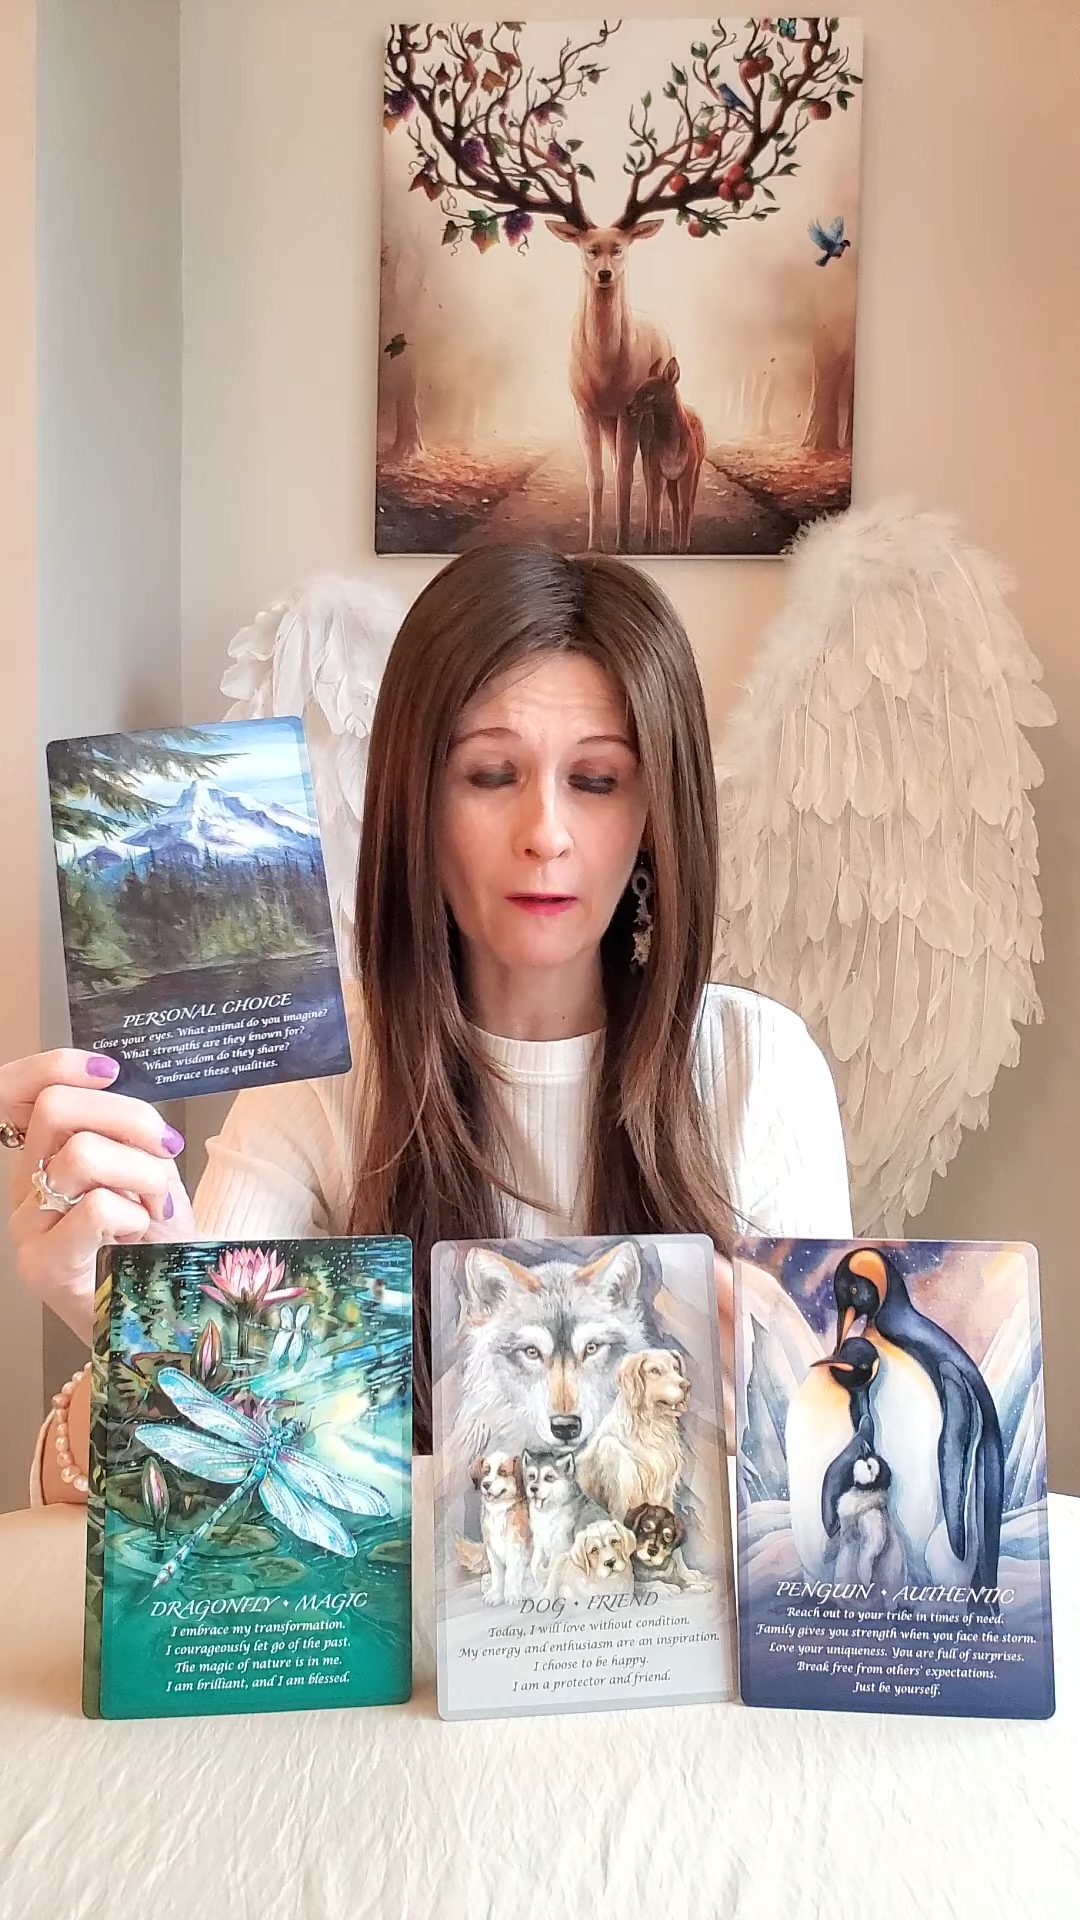 PERSONAL CHOICE
Close your eyes. What animal do you imagine?
What strengths are they known for?
What wisdom do they share?
Embrace these qualities.
DRAGONFLY • MAGIC
I embrace my transformation.
I courageously let go of the past.
The magic of nature is in me.
I am brilliant, and I am blessed.
DOG • FRIEND
Today, I will love without condition.
My energy and enthusiasm are an inspiration.
I choose to be happy.
I am a protector and friend.
PENGUIN • AUTHENTIC
Reach out to your tribe in times of need.
Family gives you strength when you face the storm.
Love your uniqueness. You are full of surprises.
Break free from others' expectations.
Just be yourself.